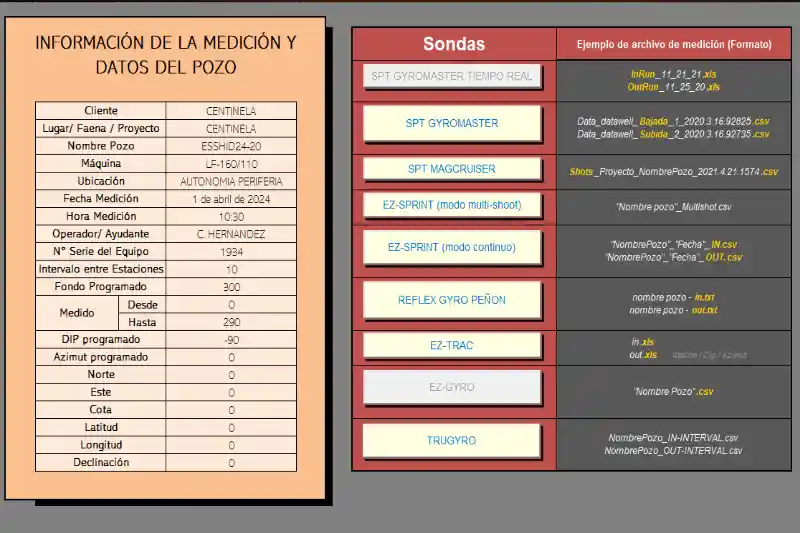 INFORMACIÓN DE LA MEDICIÓN Y
DATOS DEL POZO
Cliente CENTINELA
Lugar/ Faena / Proyecto CENTINELA
Nombre Pozo ESSHID24-20
Máquina LF-160/110
Ubicación AUTONOMIA PERIFERIA
Fecha Medición 1 de abril de 2024
Hora Medición 10:30
Operador/ Ayudante C. HERNANDEZ
N° Serie del Equipo 1934
Intervalo entre Estaciones 10
Fondo Programado 300
Medido Desde 0
Hasta 290
DIP programado -90
Azimut programado 0
Norte 0
Este 0
Cota 0
Latitud 0
Longitud 0
Declinación 0
Sondas Ejemplo de archivo de medición (Formato)
SPT GYROMASTER TIEMPO REAL InRun_11_21_21.xls
OutRun_11_25_20.xls
SPT GYROMASTER Data_datawell_Bajada_1_2020.3.16.92825.csv
Data_datawell_Subida_2_2020.3.16.92735.csv
SPT MAGCRUISER Shots_Proyecto_NombrePozo_2021.4.21.1574.csv
EZ-SPRINT (modo multi-shoot) "Nombre pozo"_Multishot.csv
EZ-SPRINT (modo continuo) "NombrePozo"_"Fecha"_IN.csv
"NombrePozo"_"Fecha"_OUT.csv
REFLEX GYRO PEÑON nombre pozo - in.txt
nombre pozo - out.txt
EZ-TRAC in.xls
out.xls Station / Dip / Azimut
EZ-GYRO "Nombre Pozo".csv
TRUGYRO NombrePozo_IN-INTERVAL.csv
NombrePozo_OUT-INTERVAL.csv